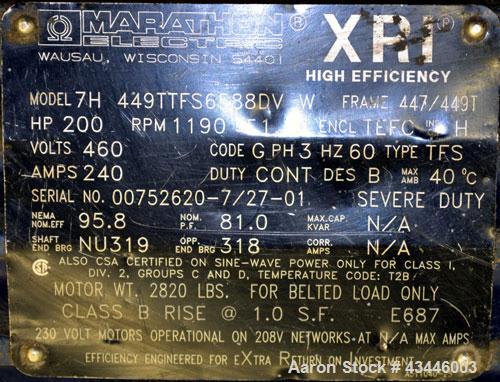 MARATHON ® XRI ®
ELECTRIC
WAUSAU, WISCONSIN 54401
HIGH EFFICIENCY
MODEL 7H 449TTFS6588DV W FRAME 447/449T
HP 200 RPM 1190 ENCL TEFC H
VOLTS 460 CODE G PH 3 HZ 60 TYPE TFS
AMPS 240 DUTY CONT DES B MAX AMB 40°C
SERIAL NO. 00752620-7/27-01 SEVERE DUTY
NEMA NOM.EFF 95.8 NOM. P.F. 81.0 MAX.CAP. KVAR N/A
SHAFT END BRG NU319 OPP. END BRG 318 CORR. AMPS N/A
ALSO CSA CERTIFIED ON SINE-WAVE POWER ONLY FOR CLASS I,
DIV. 2, GROUPS C AND D, TEMPERATURE CODE: T2B
MOTOR WT. 2820 LBS. FOR BELTED LOAD ONLY
CLASS B RISE @ 1.0 S.F. E687
230 VOLT MOTORS OPERATIONAL ON 208V NETWORKS AT N/A MAX AMPS
EFFICIENCY ENGINEERED FOR EXTRA RETURN ON INVESTMENT
Aaron Stock # 43446003